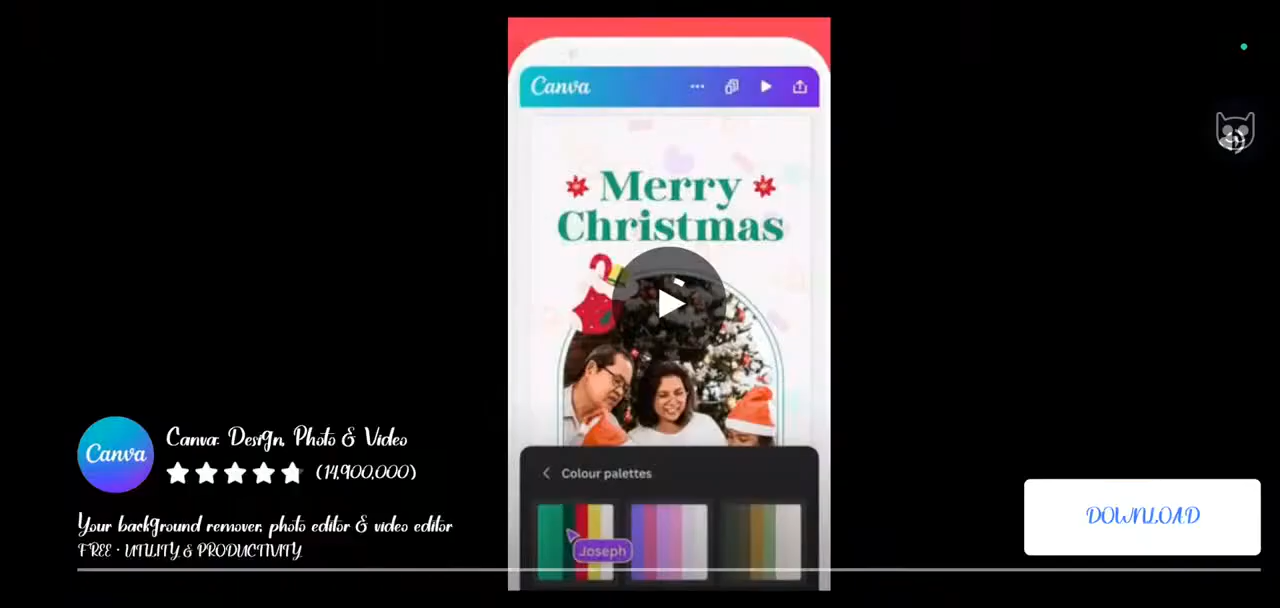 Canva
Merry
Christmas
Colour palettes
Joseph
Canva
Canva: Design, Photo & Video
(14,900,000)
Your background remover, photo editor & video editor
FREE · UTILITY & PRODUCTIVITY
DOWNLOAD